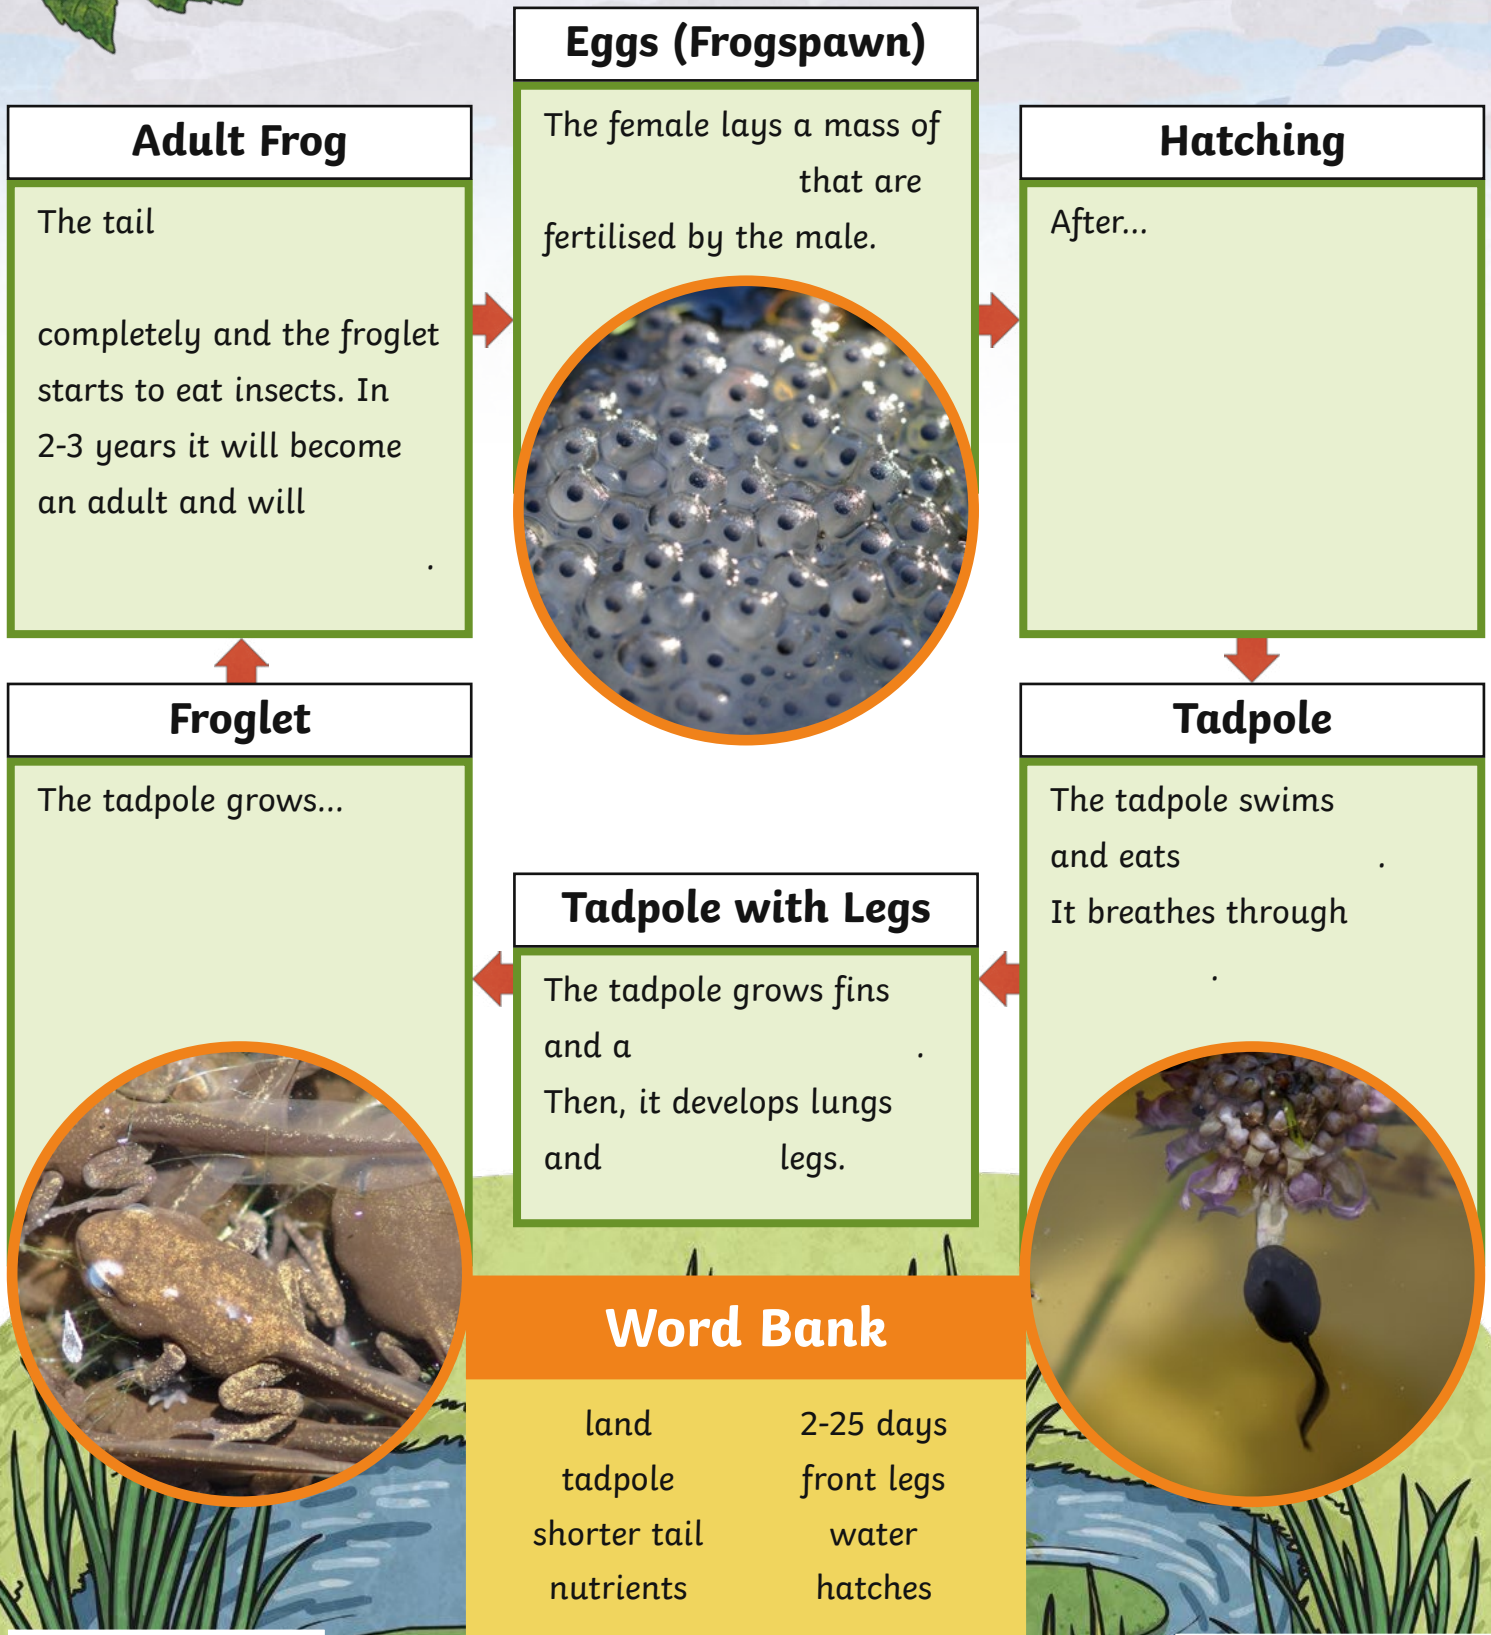 Eggs (Frogspawn)
The female lays a mass of
that are
fertilised by the male.
Hatching
After...
Tadpole
The tadpole swims
and eats .
It breathes through
.
Tadpole with Legs
The tadpole grows fins
and a .
Then, it develops lungs
and legs.
Froglet
The tadpole grows...
Adult Frog
The tail
completely and the froglet
starts to eat insects. In
2-3 years it will become
an adult and will
.
Word Bank
land
tadpole
shorter tail
nutrients
2-25 days
front legs
water
hatches